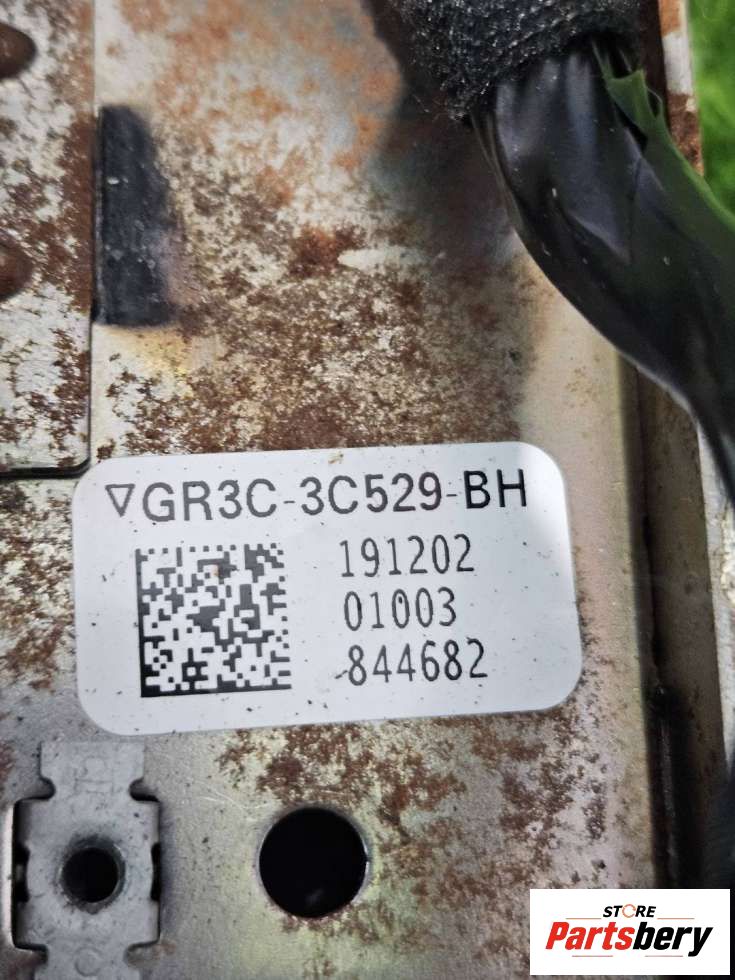 ▽GR3C-3C529-BH
191202
01003
844682
STORE
Partsbery